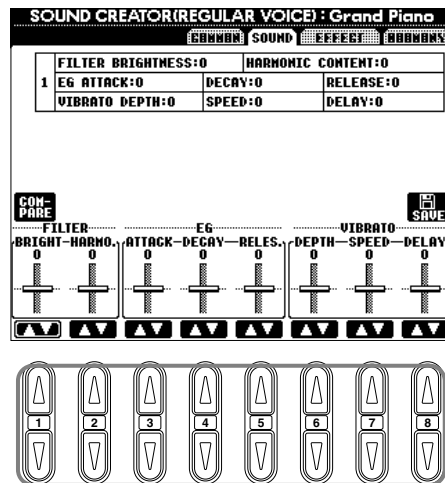 SOUND CREATOR(REGULAR VOICE) : Grand Piano
COMMON SOUND EFFECT HARMONY
FILTER BRIGHTNESS:0 HARMONIC CONTENT:0
1 EG ATTACK:0 DECAY:0 RELEASE:0
VIBRATO DEPTH:0 SPEED:0 DELAY:0
COM-
PARE
SAVE
FILTER EG VIBRATO
BRIGHT HARMO. ATTACK DECAY RELES. DEPTH SPEED DELAY
0 0 0 0 0 0 0 0
1 2 3 4 5 6 7 8